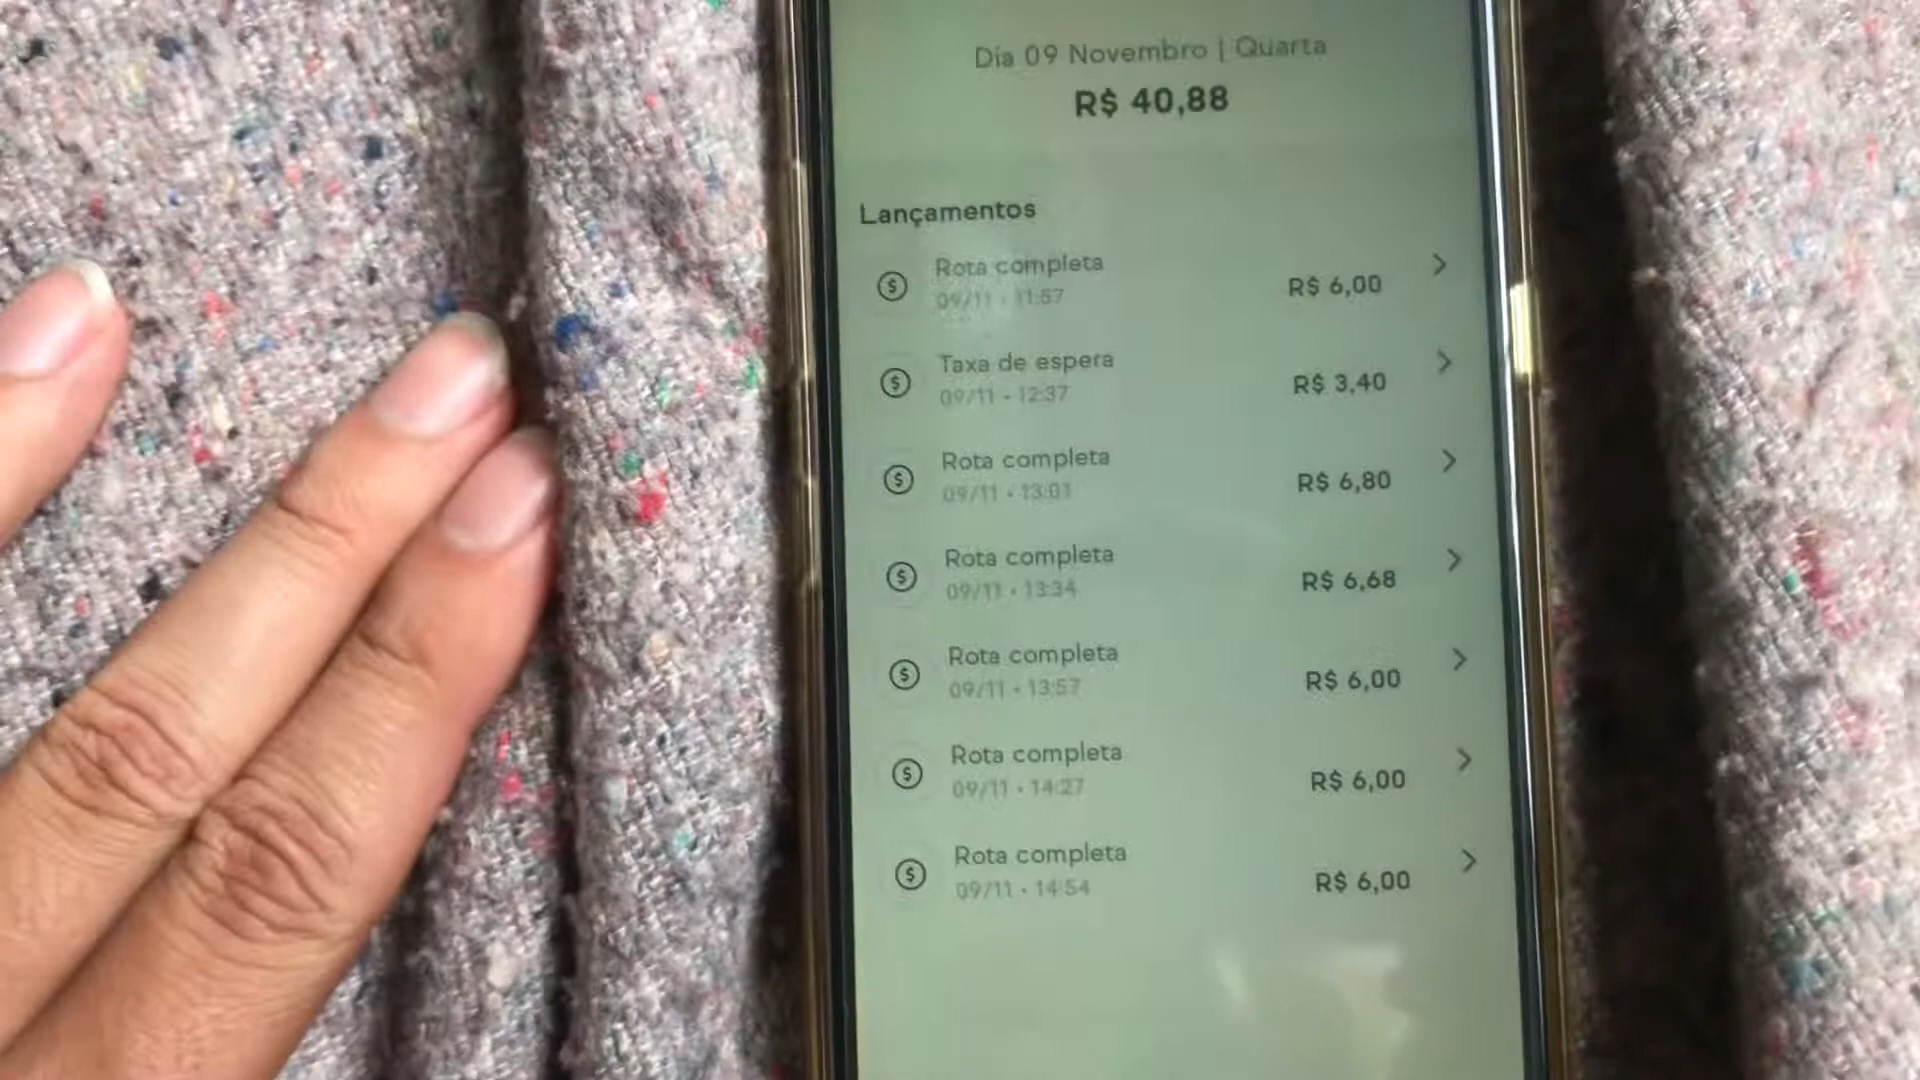 Dia 09 Novembro | Quarta
R$ 40,88
Lançamentos
Rota completa
R$ 6,00
09/11 • 11:57
Taxa de espera
R$ 3,40
09/11 • 12:37
Rota completa
R$ 6,80
09/11 • 13:01
Rota completa
R$ 6,68
09/11 • 13:34
Rota completa
R$ 6,00
09/11 • 13:57
Rota completa
R$ 6,00
09/11 • 14:27
Rota completa
R$ 6,00
09/11 • 14:54